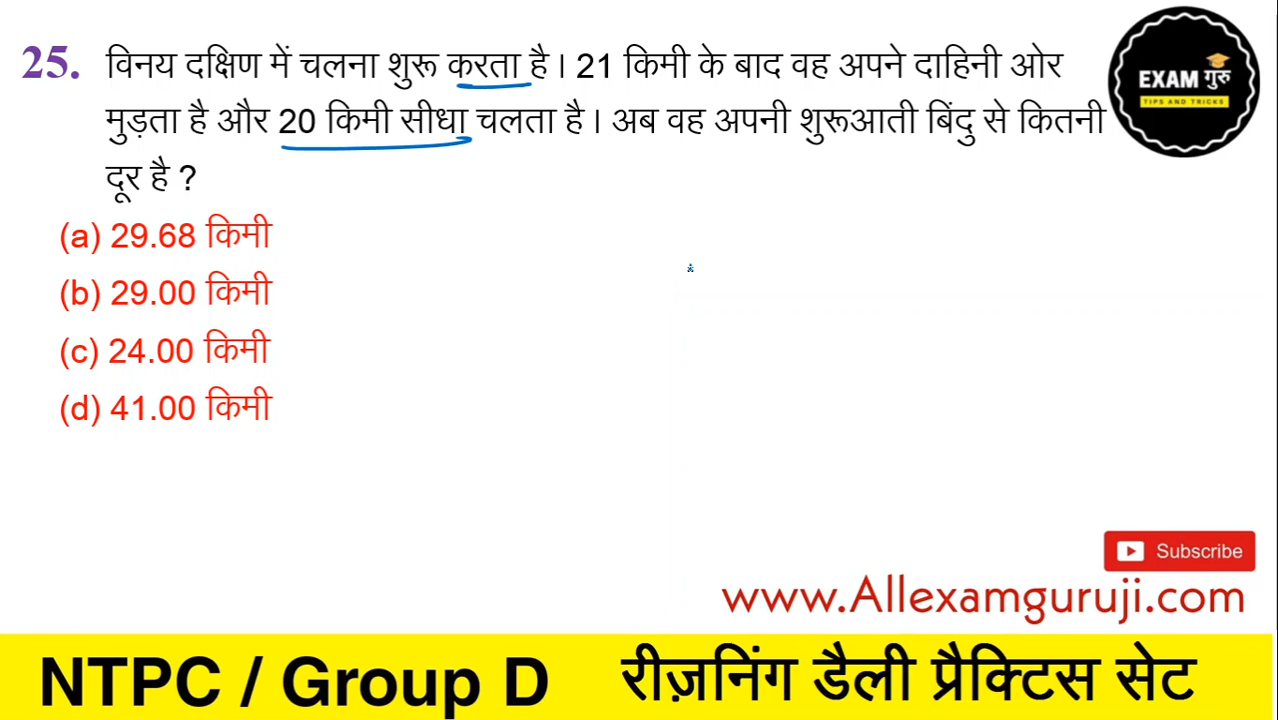 25. विनय दक्षिण में चलना शुरू करता है। 21 किमी के बाद वह अपने दाहिनी ओर
मुड़ता है और 20 किमी सीधा चलता है। अब वह अपनी शुरूआती बिंदु से कितनी
दूर है ?
(a) 29.68 किमी
(b) 29.00 किमी
(c) 24.00 किमी
(d) 41.00 किमी
EXAM गुरु
TIPS AND TRICKS
Subscribe
www.Allexamguruji.com
NTPC / Group D रीज़निंग डैली प्रैक्टिस सेट